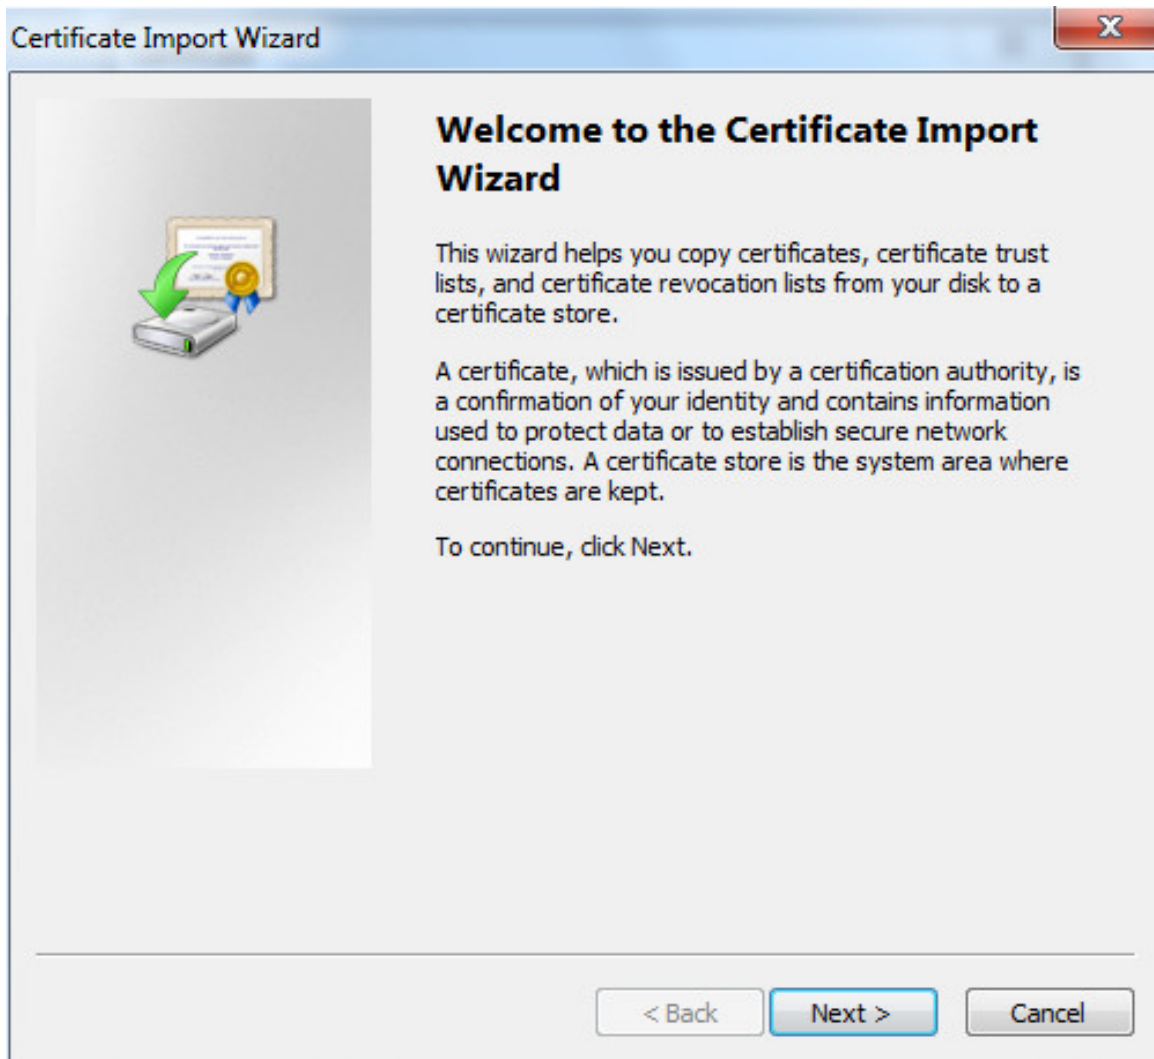 Certificate Import Wizard
Welcome to the Certificate Import
Wizard
This wizard helps you copy certificates, certificate trust
lists, and certificate revocation lists from your disk to a
certificate store.
A certificate, which is issued by a certification authority, is
a confirmation of your identity and contains information
used to protect data or to establish secure network
connections. A certificate store is the system area where
certificates are kept.
To continue, click Next.
< Back
Next >
Cancel